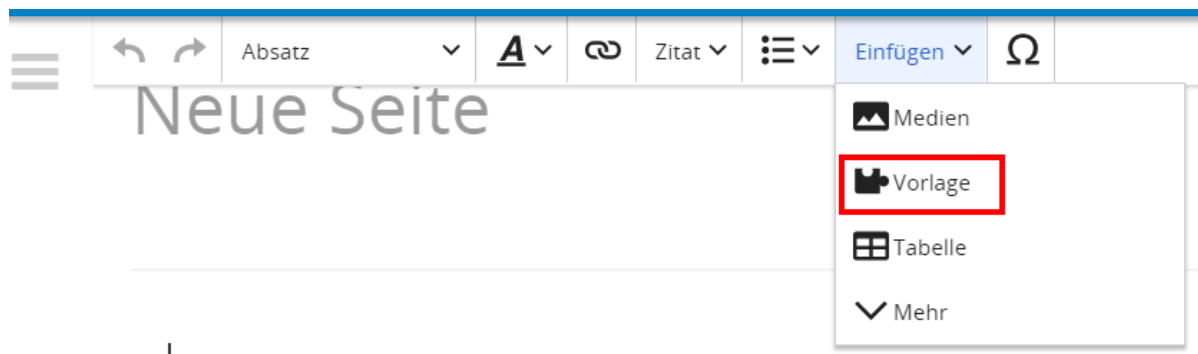 Absatz
A
Zitat
Einfügen
Ω
Neue Seite
Medien
Vorlage
Tabelle
Mehr